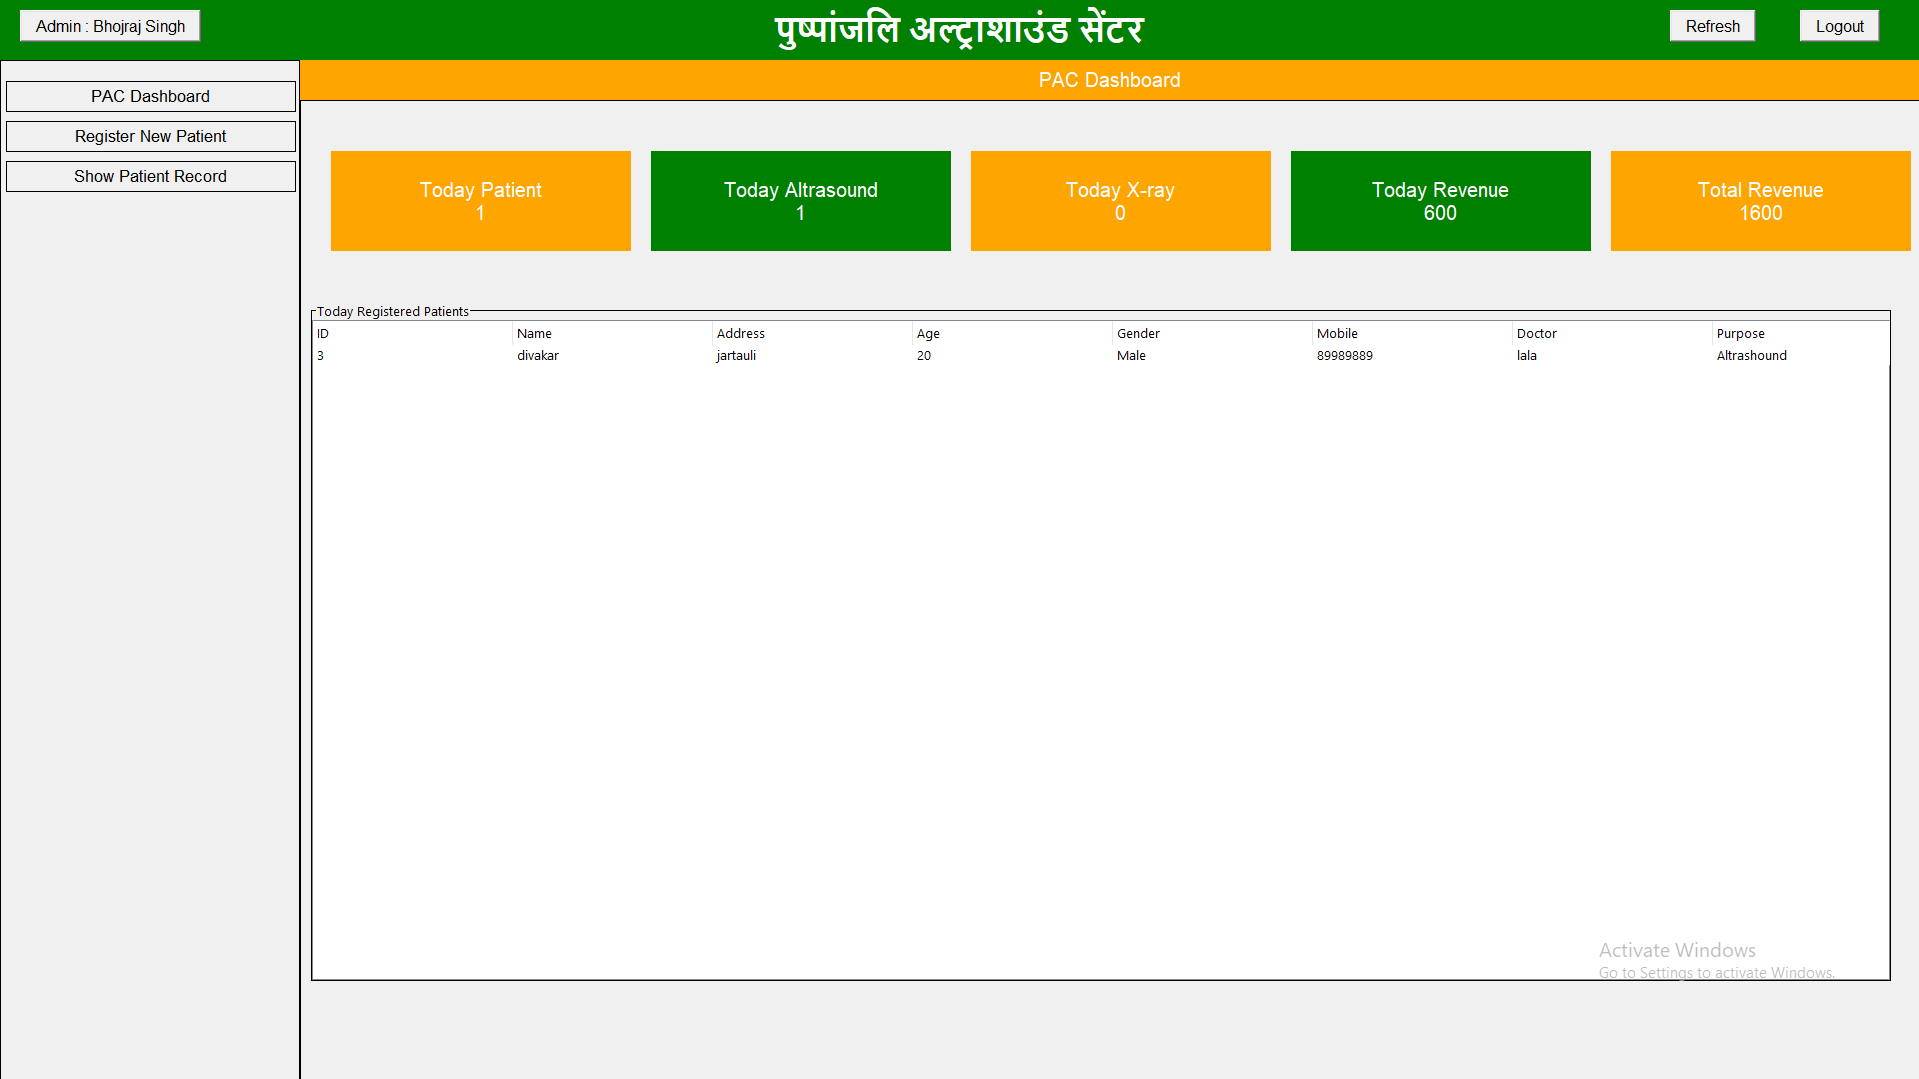 Admin : Bhojraj Singh
पुष्पांजलि अल्ट्राशाउंड सेंटर
Refresh
Logout
PAC Dashboard
Register New Patient
Show Patient Record
PAC Dashboard
Today Patient
1
Today Altrasound
1
Today X-ray
0
Today Revenue
600
Total Revenue
1600
Today Registered Patients
ID Name Address Age Gender Mobile Doctor Purpose
3 divakar jartauli 20 Male 89989889 lala Altrashound
Activate Windows
Go to Settings to activate Windows.